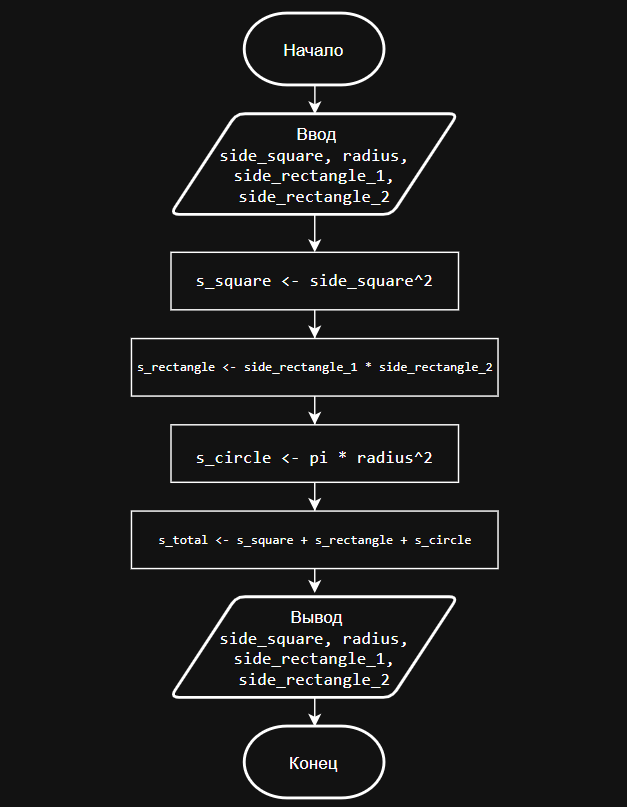 Начало
Ввод
side_square, radius,
side_rectangle_1,
side_rectangle_2
s_square <- side_square^2
s_rectangle <- side_rectangle_1 * side_rectangle_2
s_circle <- pi * radius^2
s_total <- s_square + s_rectangle + s_circle
Вывод
side_square, radius,
side_rectangle_1,
side_rectangle_2
Конец